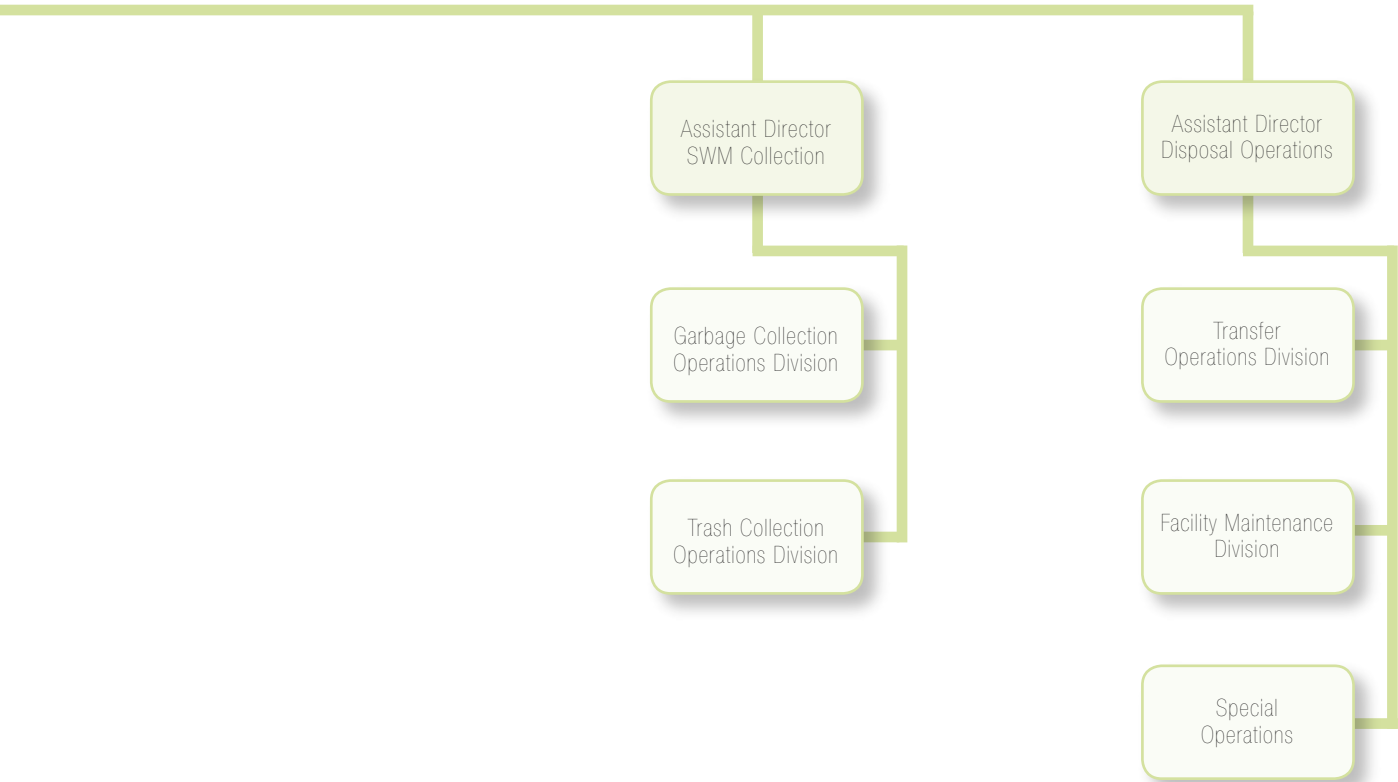 Assistant Director
SWM Collection
Assistant Director
Disposal Operations
Garbage Collection
Operations Division
Transfer
Operations Division
Trash Collection
Operations Division
Facility Maintenance
Division
Special
Operations